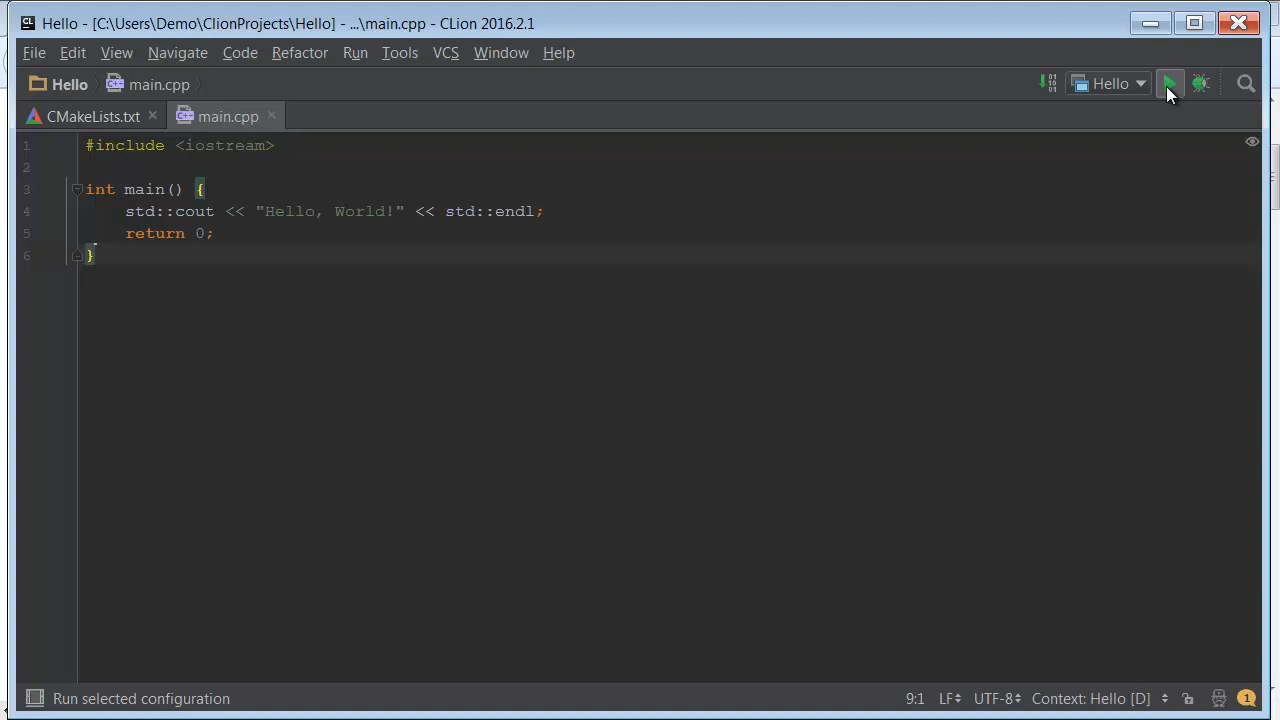 CL Hello - [C:\Users\Demo\ClionProjects\Hello] - ...\main.cpp - CLion 2016.2.1
File Edit View Navigate Code Refactor Run Tools VCS Window Help
Hello C++ main.cpp Hello
CMakeLists.txt C++ main.cpp
1 #include <iostream>
2
3 int main() {
4 std::cout << "Hello, World!" << std::endl;
5 return 0;
6 }
Run selected configuration 9:1 LF UTF-8 Context: Hello [D] 1